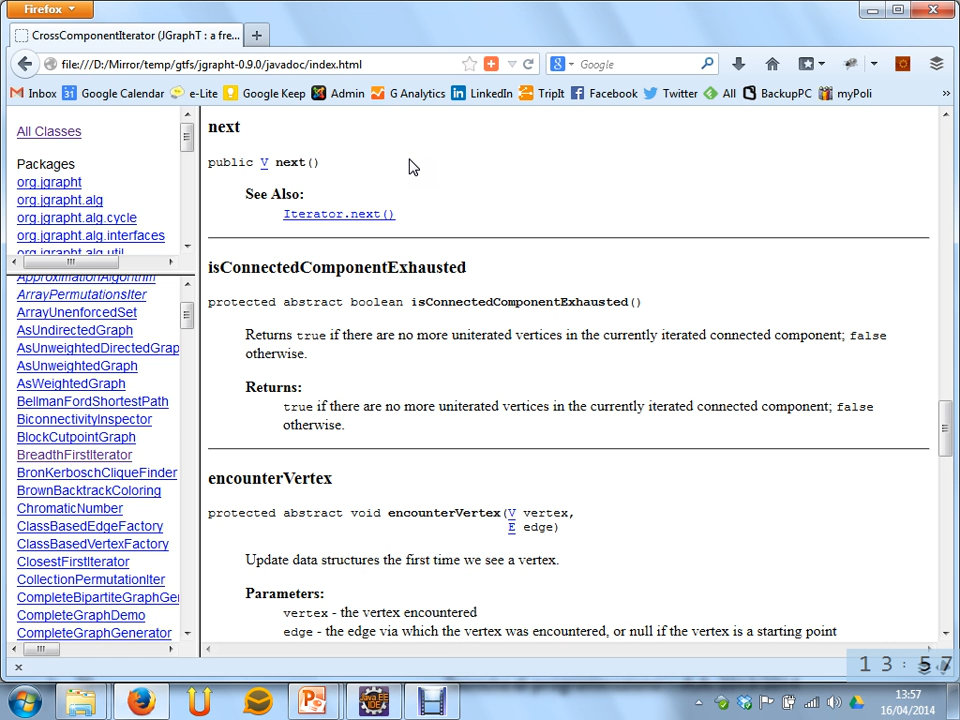 Firefox
CrossComponentIterator (JGraphT : a fre...
file:///D:/Mirror/temp/gtfs/jgrapht-0.9.0/javadoc/index.html
Google
Inbox Google Calendar e-Lite Google Keep Admin G Analytics LinkedIn TripIt Facebook Twitter All BackupPC myPoli »
All Classes
Packages
org.jgrapht
org.jgrapht.alg
org.jgrapht.alg.cycle
org.jgrapht.alg.interfaces
org.jgrapht.alg.util
ApproximationAlgorithm
ArrayPermutationsIter
ArrayUnenforcedSet
AsUndirectedGraph
AsUnweightedDirectedGrap
AsUnweightedGraph
AsWeightedGraph
BellmanFordShortestPath
BiconnectivityInspector
BlockCutpointGraph
BreadthFirstIterator
BronKerboschCliqueFinder
BrownBacktrackColoring
ChromaticNumber
ClassBasedEdgeFactory
ClassBasedVertexFactory
ClosestFirstIterator
CollectionPermutationIter
CompleteBipartiteGraphGen
CompleteGraphDemo
CompleteGraphGenerator
next
public V next()
See Also:
Iterator.next()
isConnectedComponentExhausted
protected abstract boolean isConnectedComponentExhausted()
Returns true if there are no more uniterated vertices in the currently iterated connected component; false
otherwise.
Returns:
true if there are no more uniterated vertices in the currently iterated connected component; false
otherwise.
encounterVertex
protected abstract void encounterVertex(V vertex,
E edge)
Update data structures the first time we see a vertex.
Parameters:
vertex - the vertex encountered
edge - the edge via which the vertex was encountered, or null if the vertex is a starting point
13:57
13:57
16/04/2014